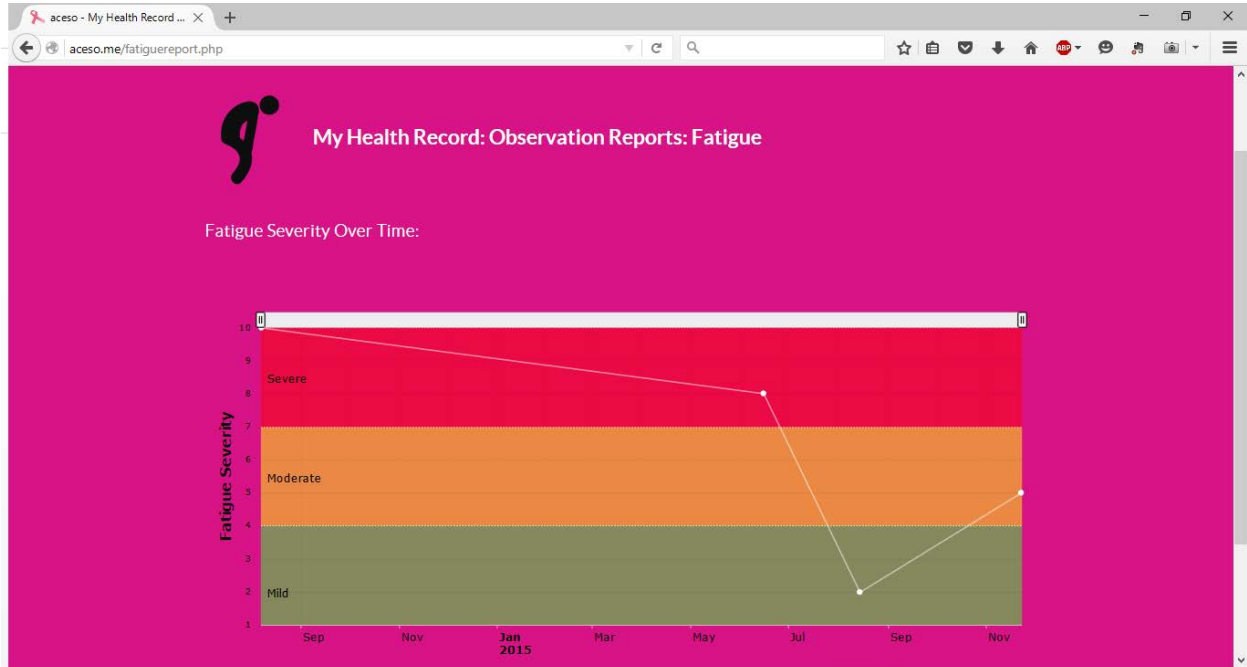 aceso - My Health Record ...
aceso.me/fatiguereport.php
ABP
My Health Record: Observation Reports: Fatigue
Fatigue Severity Over Time:
10
9
Severe
8
7
6
Moderate
5
4
3
2
Mild
1
Fatigue Severity
Sep Nov Jan Mar May Jul Sep Nov
2015